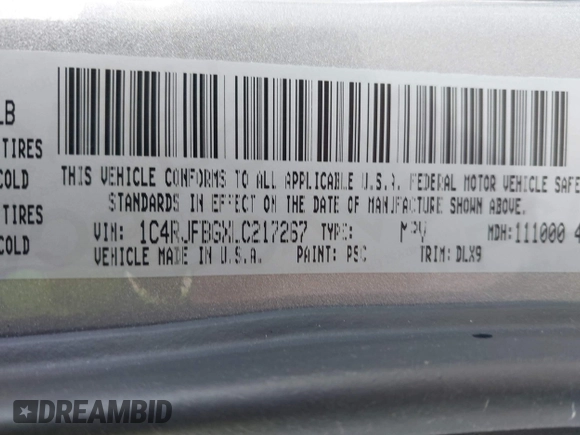 LB
TIRES
COLD
TIRES
COLD
THIS VEHICLE CONFORMS TO ALL APPLICABLE U.S.A. FEDERAL MOTOR VEHICLE SAFE
STANDARDS IN EFFECT ON THE DATE OF MANUFACTURE SHOWN ABOVE.
VIN: 1C4RJFBGWLC217267 TYPE: MPV MDH:111000 4
VEHICLE MADE IN U.S.A. PAINT: PSC TRIM: DLX9
DREAMBID